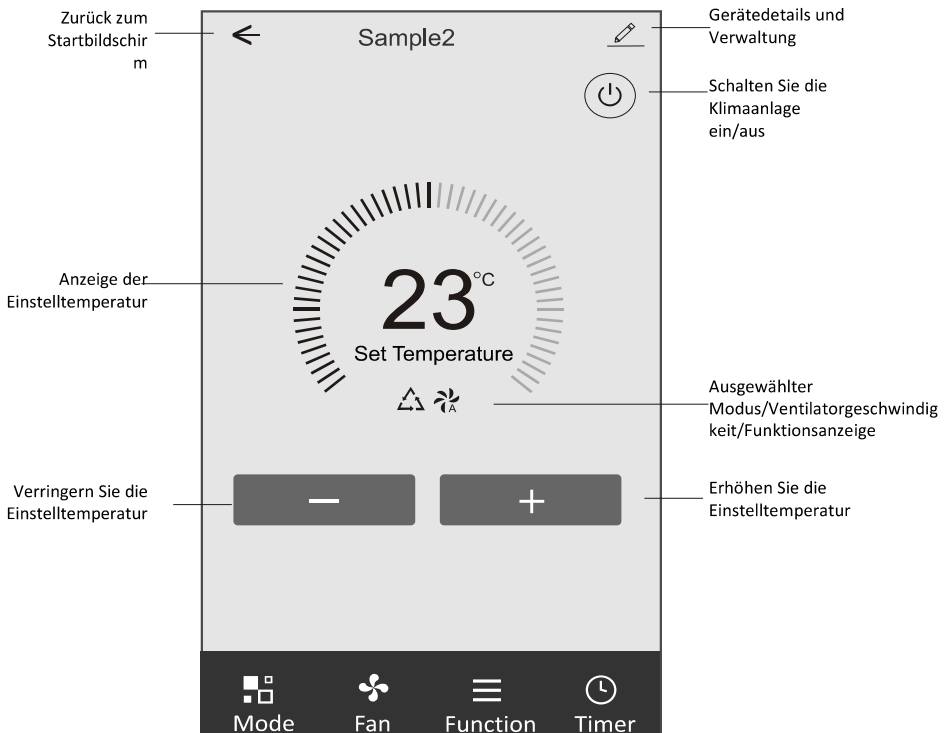 Zurück zum
Startbildschir
m
Sample2
Gerätedetails und
Verwaltung
Schalten Sie die
Klimaanlage
ein/aus
Anzeige der
Einstelltemperatur
23°C
Set Temperature
A
Ausgewählter
Modus/Ventilatorgeschwindig
keit/Funktionsanzeige
Verringern Sie die
Einstelltemperatur
Erhöhen Sie die
Einstelltemperatur
Mode
Fan
Function
Timer